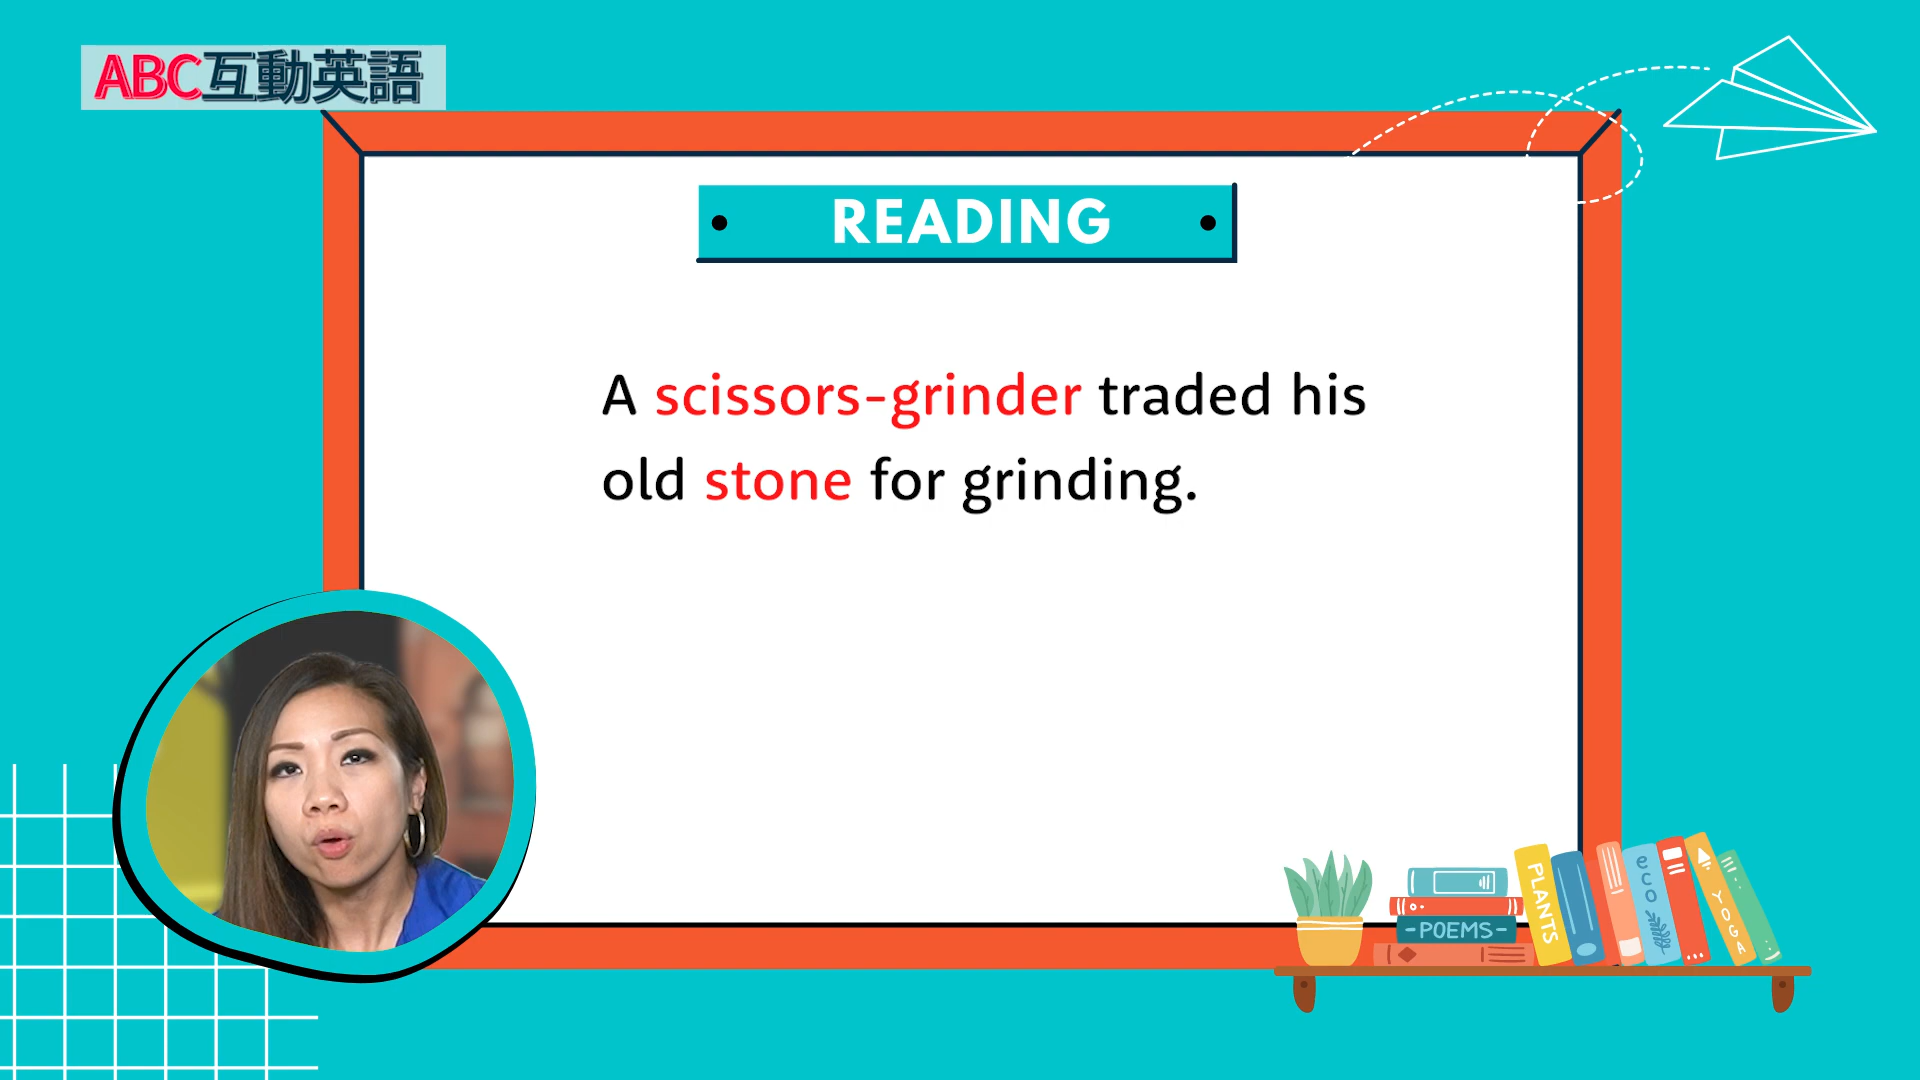 ABC互動英語
READING
A scissors-grinder traded his
old stone for grinding.
POEMS
PLANTS
eco
YOGA